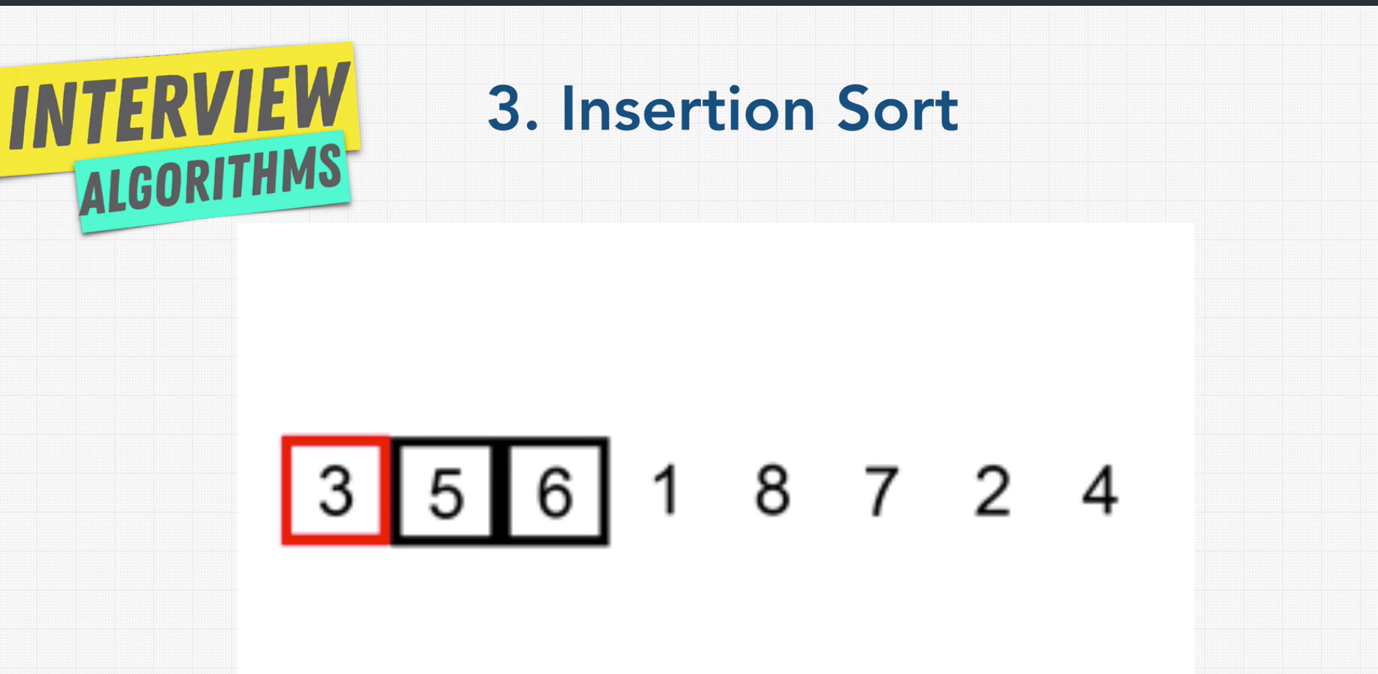 INTERVIEW
ALGORITHMS
3. Insertion Sort
3 5 6 1 8 7 2 4